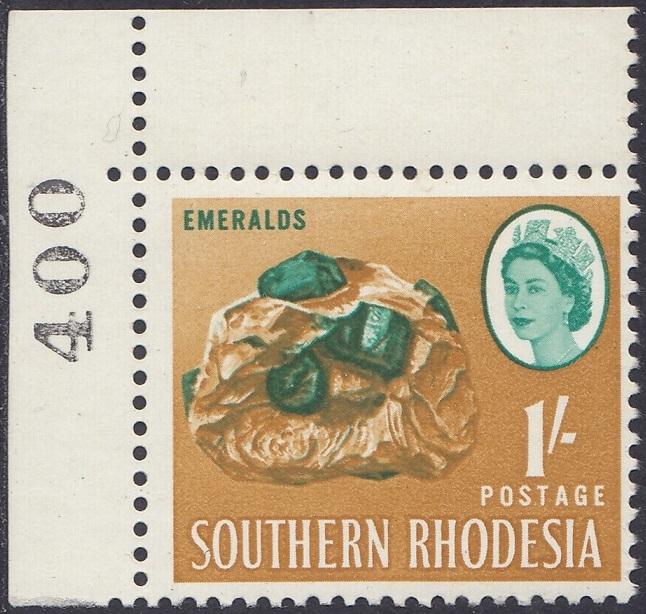 400
EMERALDS
1/-
POSTAGE
SOUTHERN RHODESIA